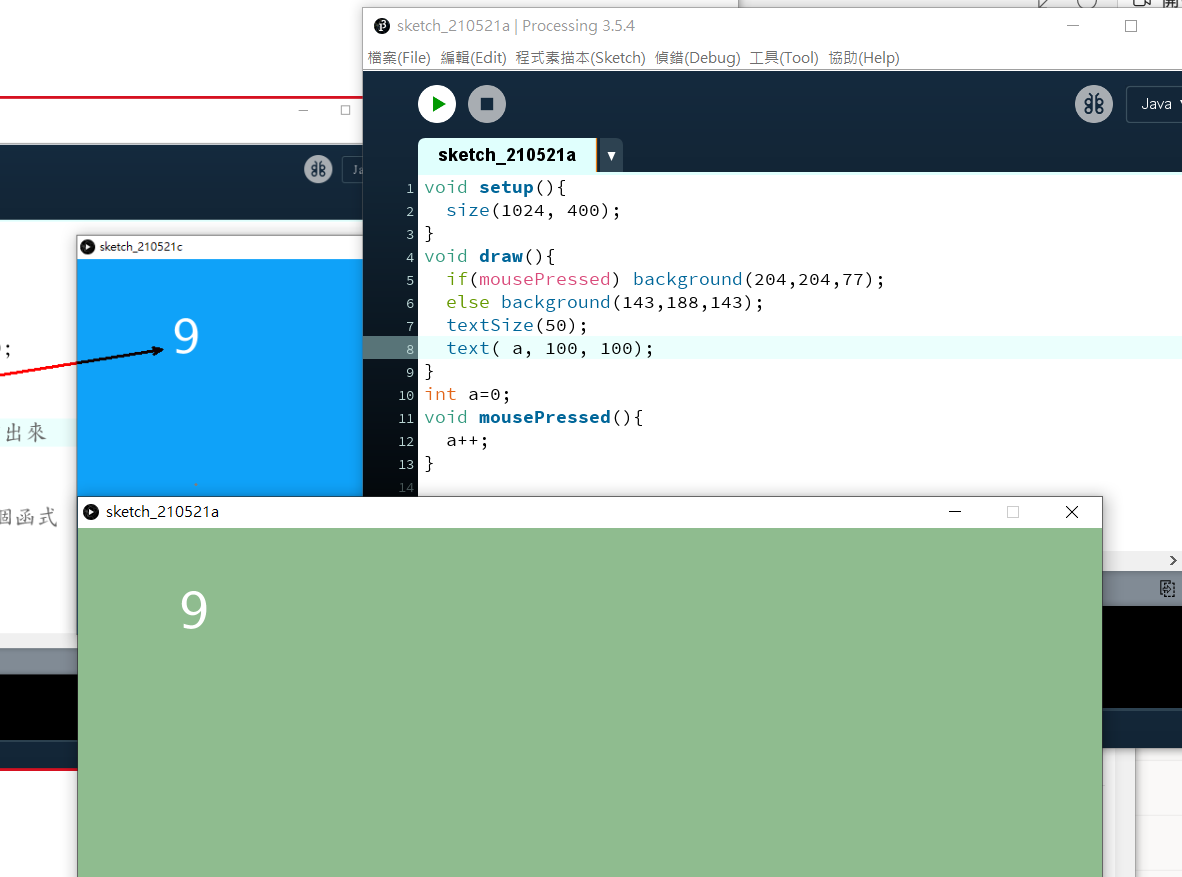 sketch_210521a | Processing 3.5.4
檔案(File) 編輯(Edit) 程式素描本(Sketch) 偵錯(Debug) 工具(Tool) 協助(Help)
Java
sketch_210521a
1 void setup(){
2 size(1024, 400);
3 }
4 void draw(){
5 if(mousePressed) background(204,204,77);
6 else background(143,188,143);
7 textSize(50);
8 text( a, 100, 100);
9 }
10 int a=0;
11 void mousePressed(){
12 a++;
13 }
14
Ja
sketch_210521c
9
);
出來
個函式
sketch_210521a
9